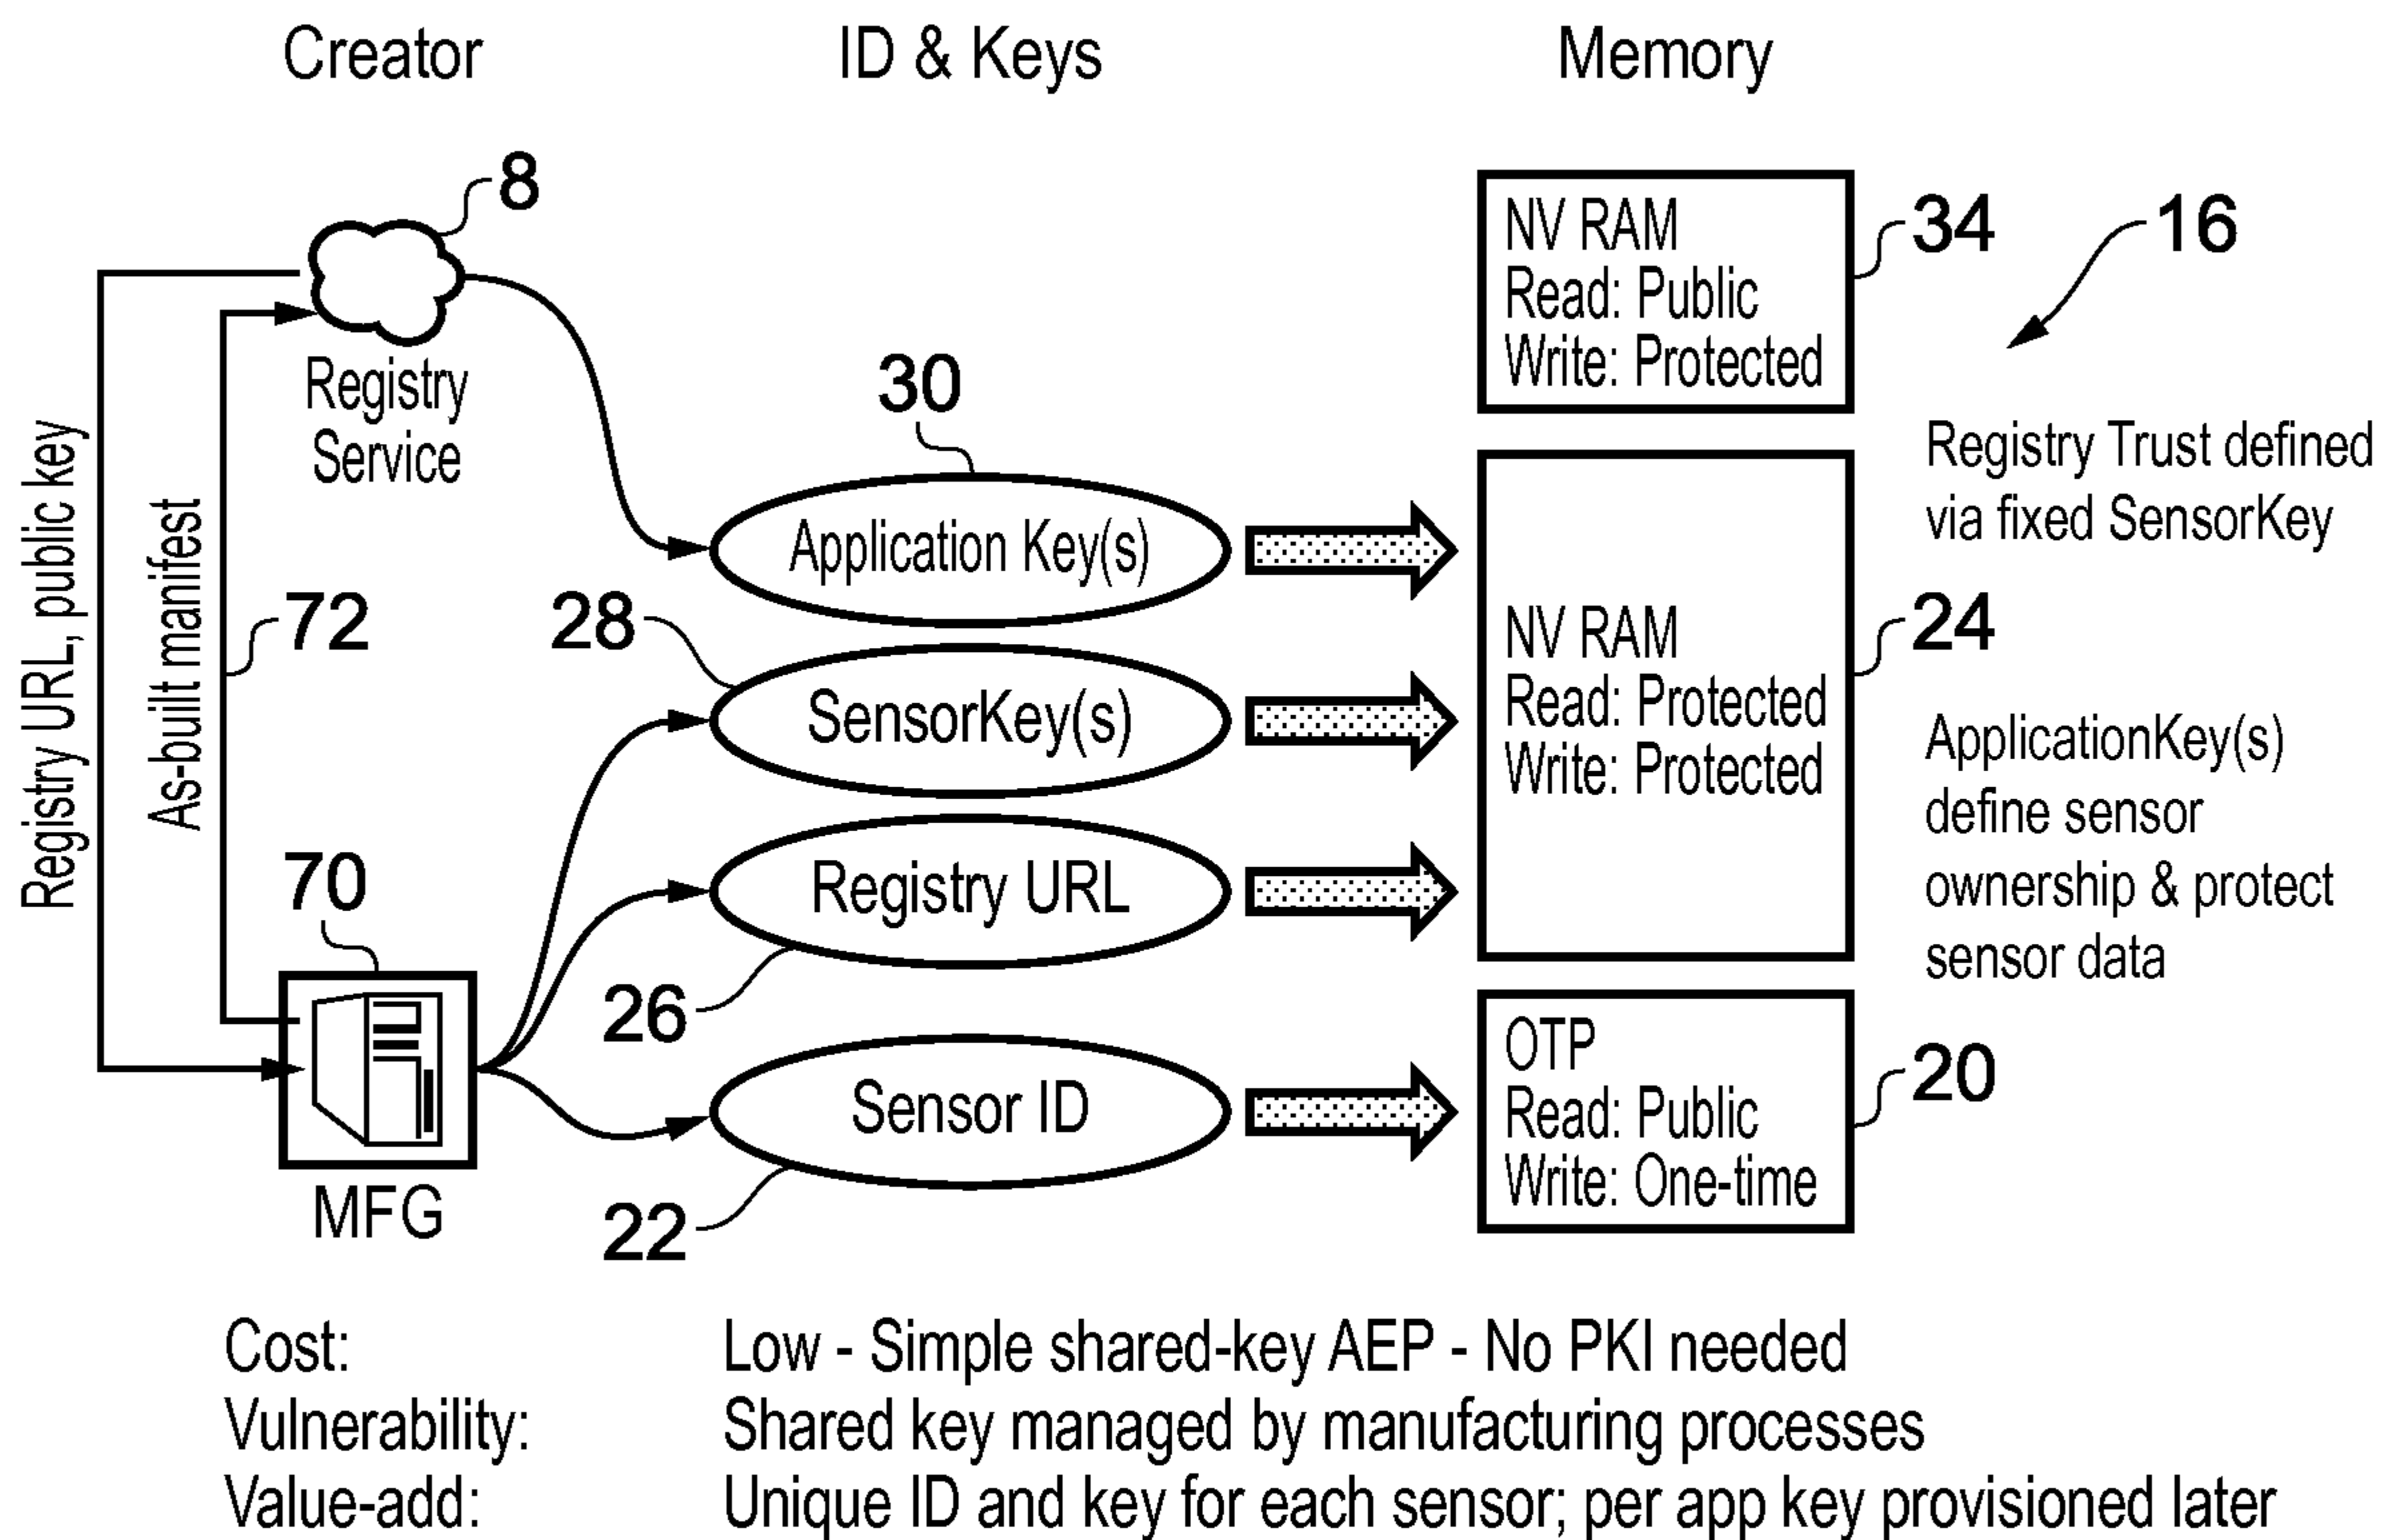 Creator
ID & Keys
Memory
8
Registry
Service
Registry URL, public key
As-built manifest
72
70
MFG
30
Application Key(s)
28
SensorKey(s)
Registry URL
26
Sensor ID
22
NV RAM
Read: Public
Write: Protected
34
16
NV RAM
Read: Protected
Write: Protected
24
OTP
Read: Public
Write: One-time
20
Registry Trust defined
via fixed SensorKey
ApplicationKey(s)
define sensor
ownership & protect
sensor data
Cost: Low - Simple shared-key AEP - No PKI needed
Vulnerability: Shared key managed by manufacturing processes
Value-add: Unique ID and key for each sensor; per app key provisioned later